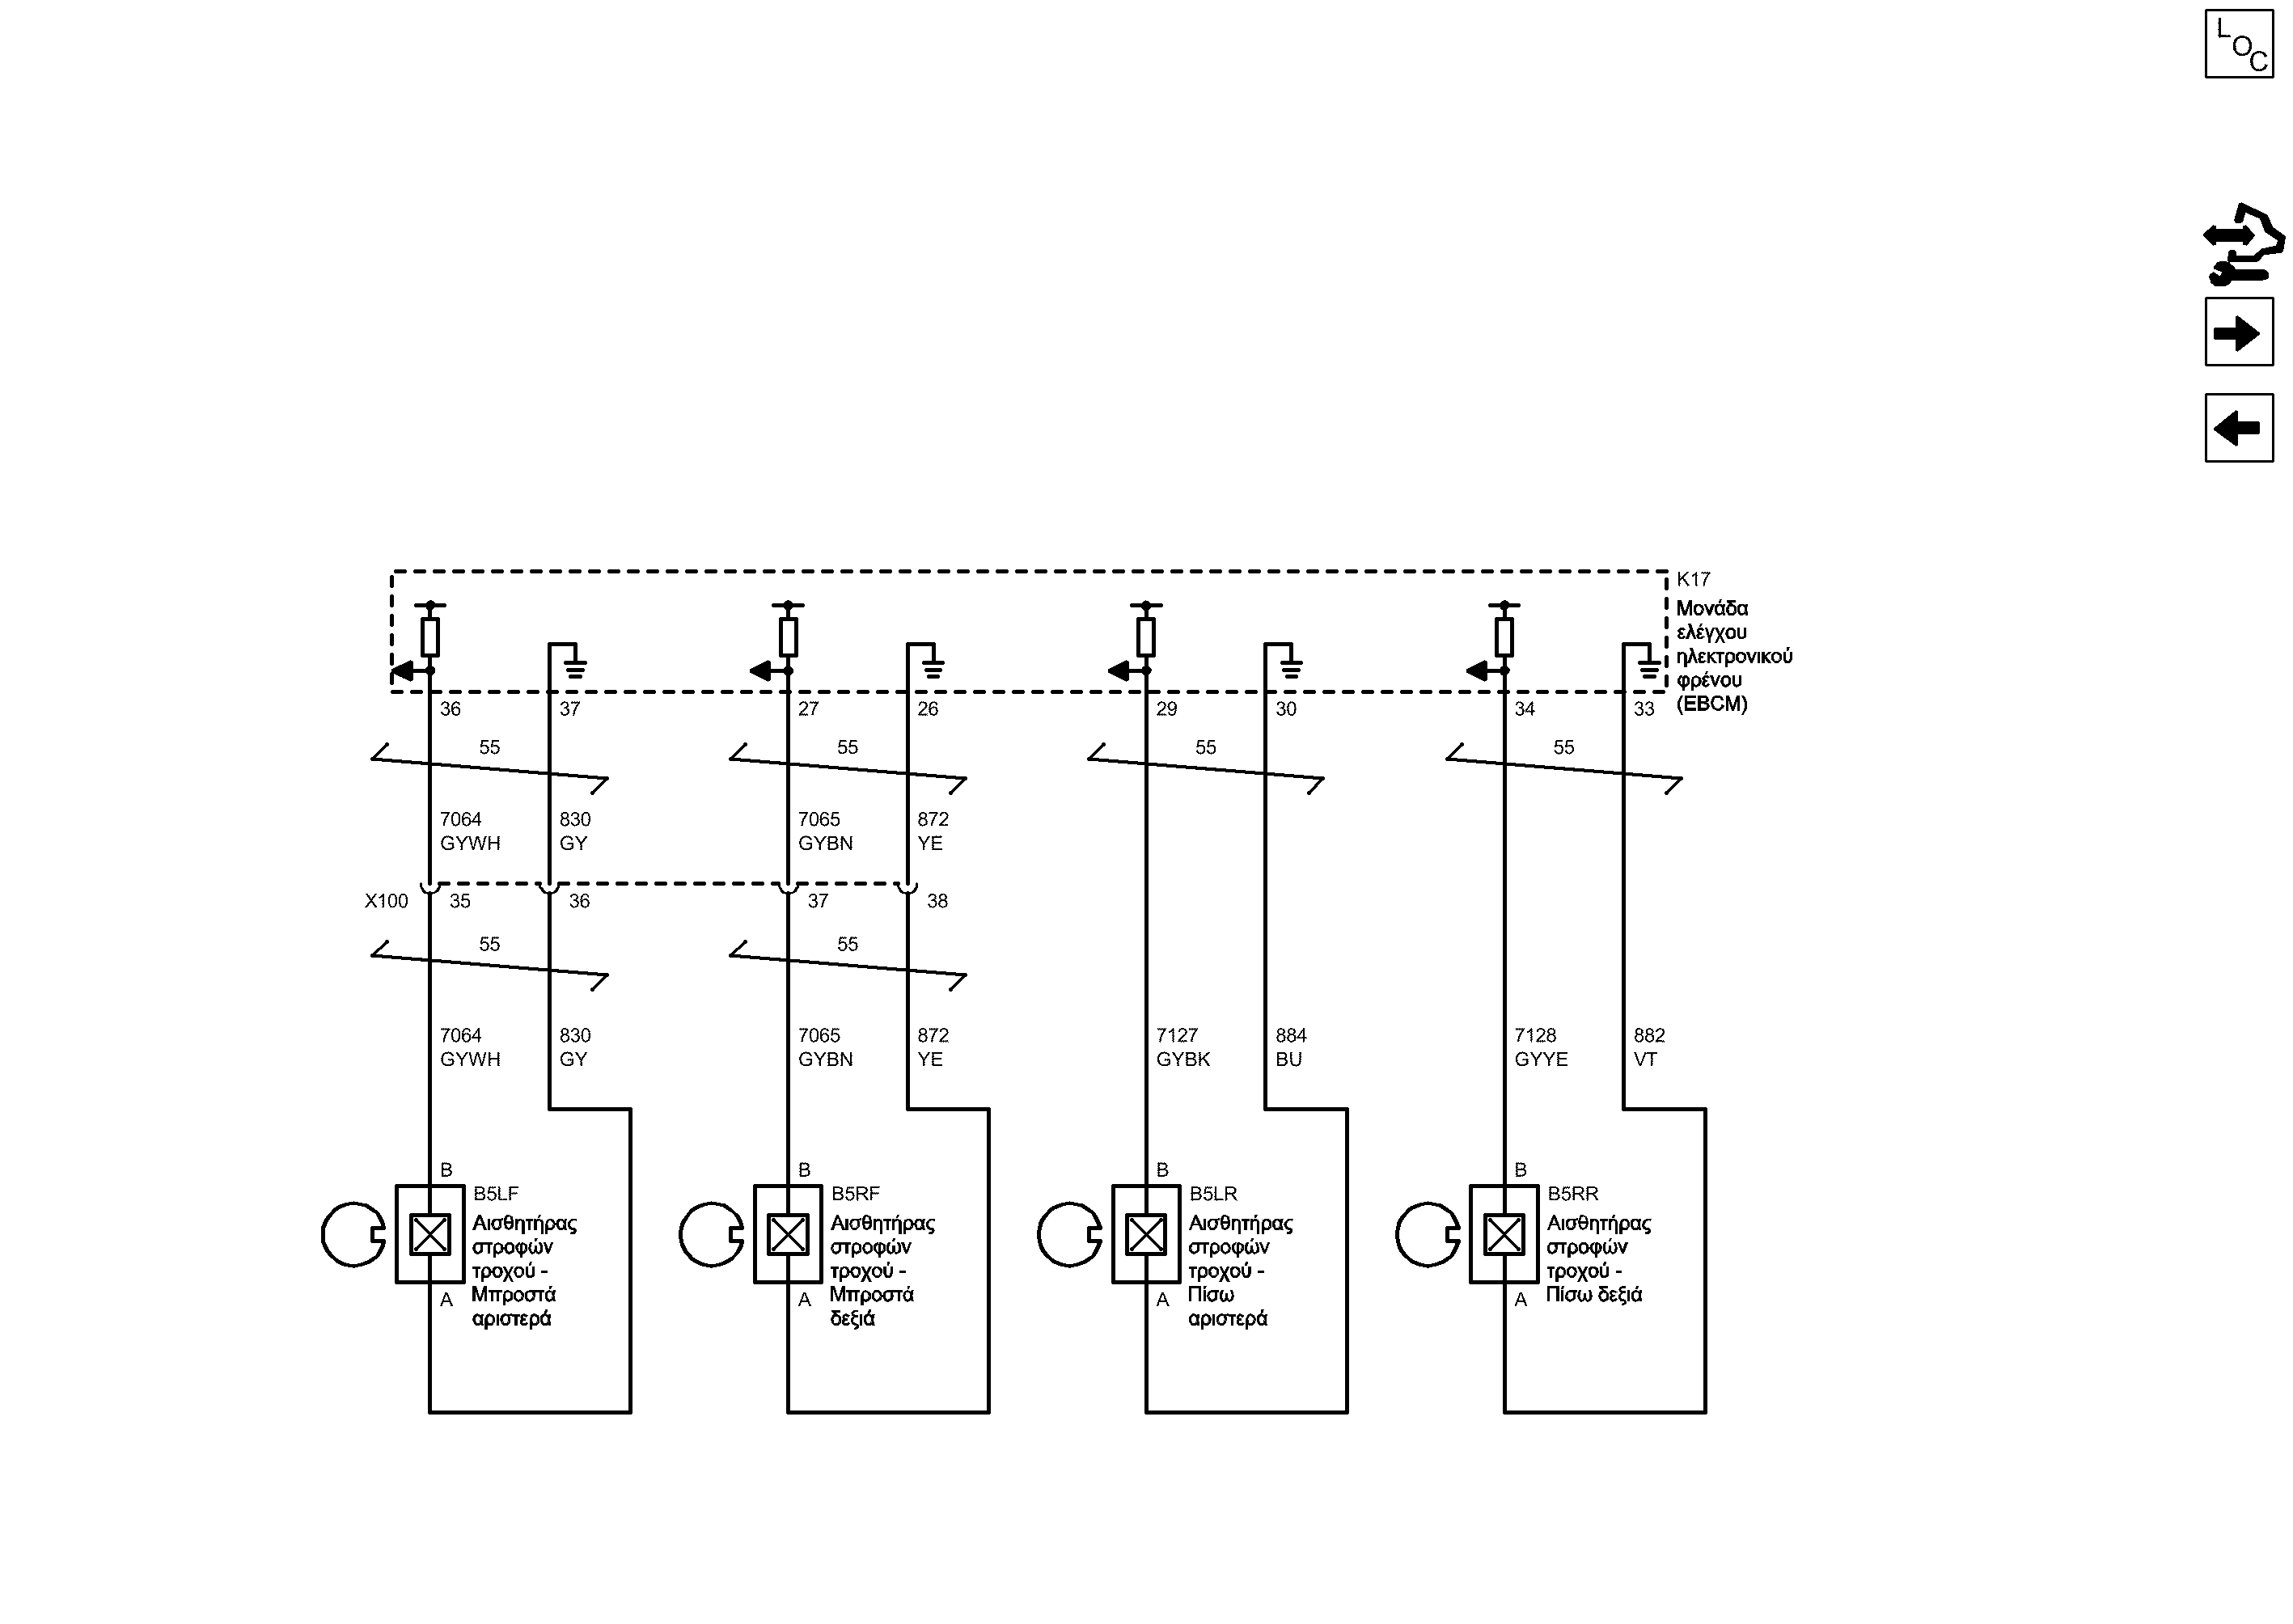 LOC
K17
Μονάδα
ελέγχου
ηλεκτρονικού
φρένου
(EBCM)
36 37 27 26 29 30 34 33
55 55 55 55
7064 830 7065 872
GYWH GY GYBN YE
X100 35 36 37 38
55 55
7064 830 7065 872 7127 884 7128 882
GYWH GY GYBN YE GYBK BU GYYE VT
B B B B
B5LF
Αισθητήρας
στροφών
τροχού -
Μπροστά
αριστερά
B5RF
Αισθητήρας
στροφών
τροχού -
Μπροστά
δεξιά
B5LR
Αισθητήρας
στροφών
τροχού -
Πίσω
αριστερά
B5RR
Αισθητήρας
στροφών
τροχού -
Πίσω δεξιά
A A A A